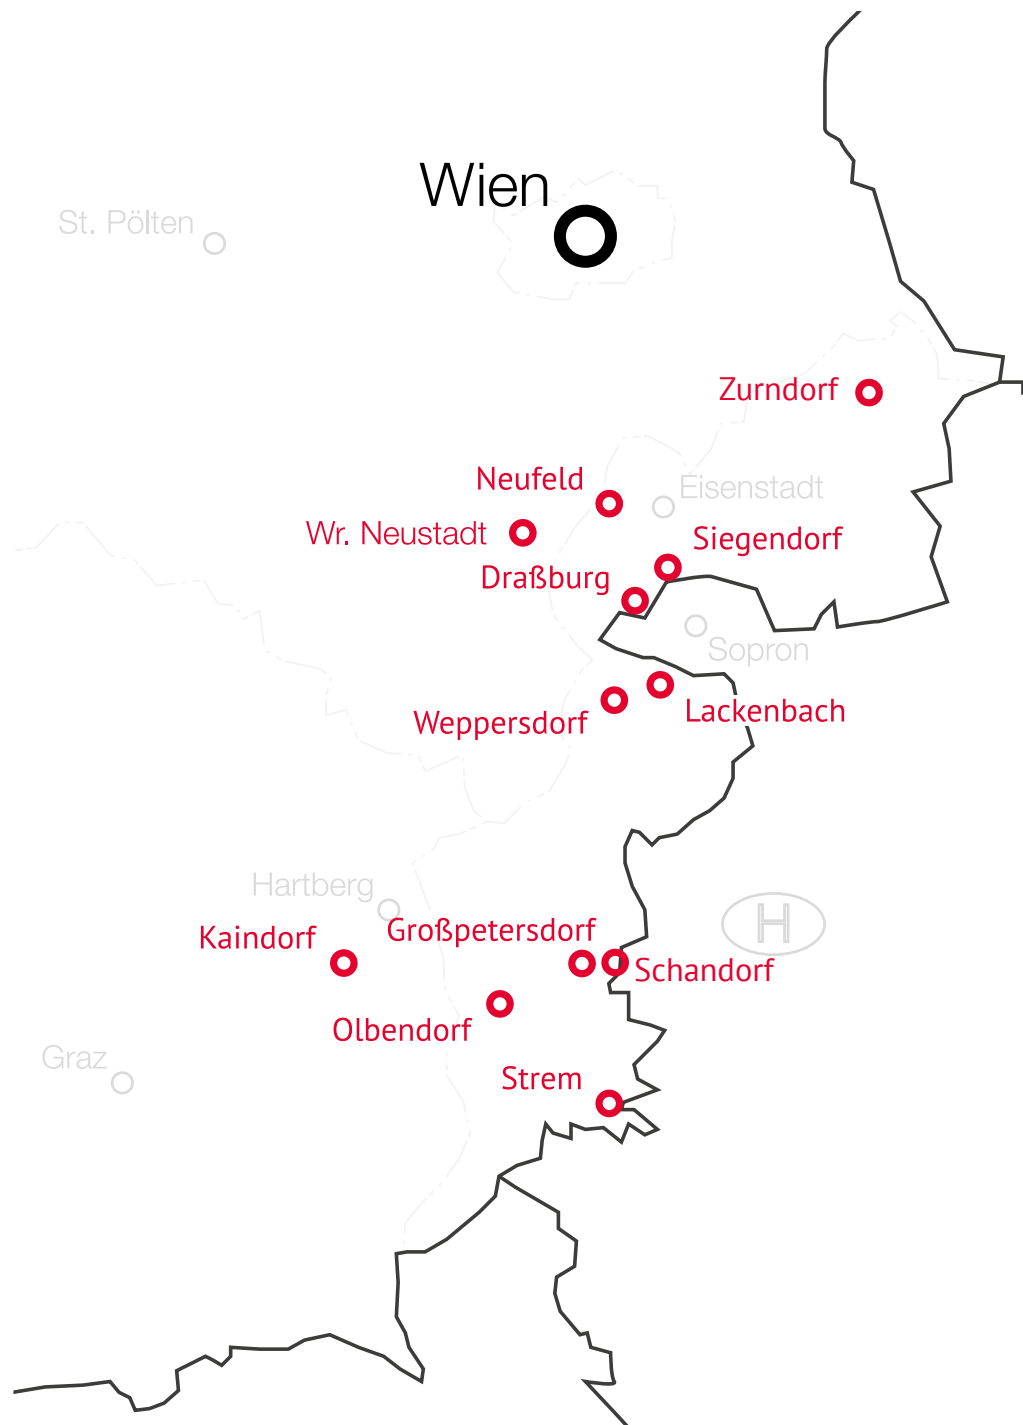 Wien
St. Pölten
Zurndorf
Neufeld
Eisenstadt
Wr. Neustadt
Siegendorf
Draßburg
Sopron
Lackenbach
Weppersdorf
Hartberg
H
Großpetersdorf
Kaindorf
Schandorf
Olbendorf
Graz
Strem